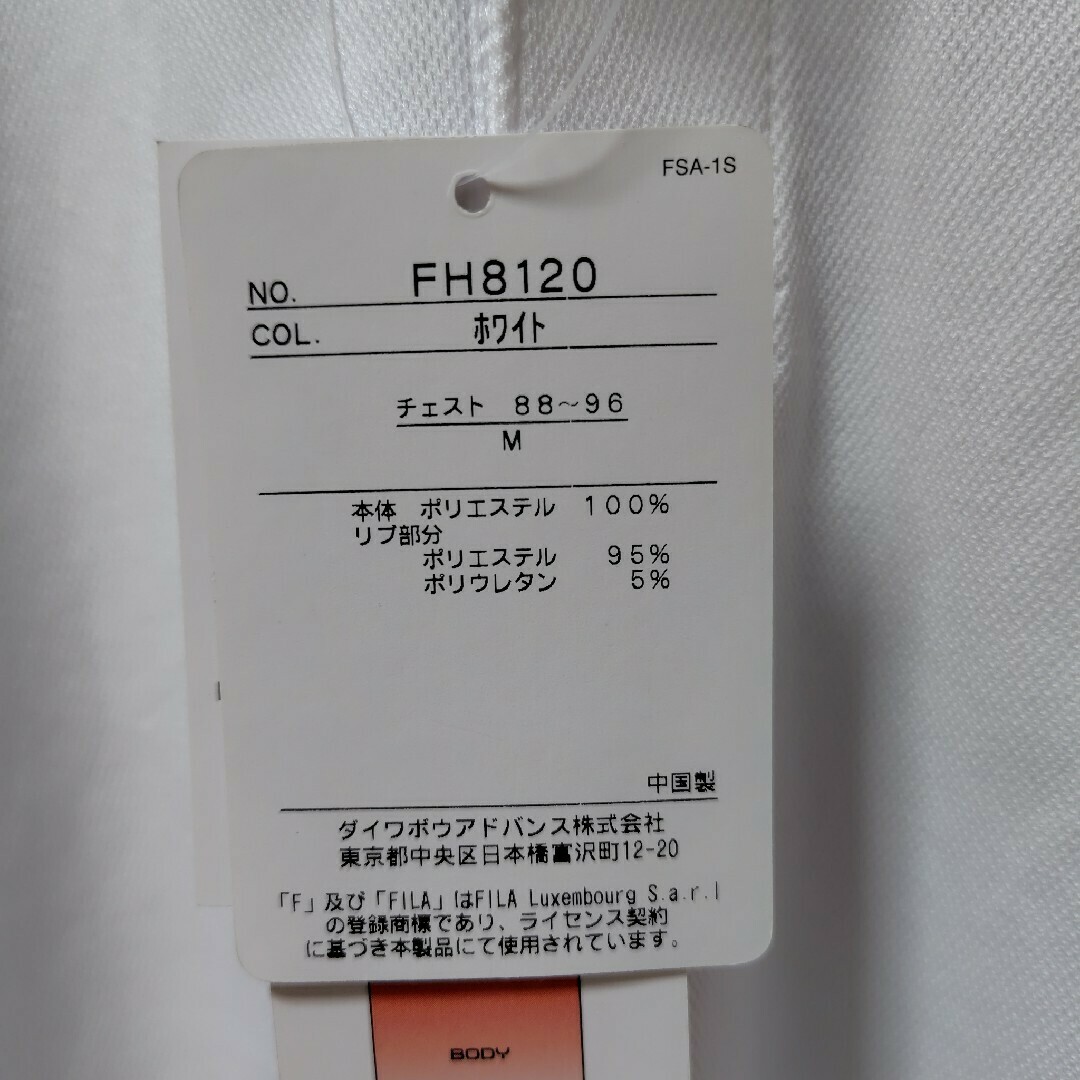 FSA-1S
NO. FH8120
COL. ホワイト
チェスト 88～96
M
本体 ポリエステル 100%
リブ部分
ポリエステル 95%
ポリウレタン 5%
中国製
ダイワボウアドバンス株式会社
東京都中央区日本橋富沢町12-20
「F」及び「FILA」はFILA Luxembourg S.a.r.l
の登録商標であり、ライセンス契約
に基づき本製品にて使用されています。
BODY